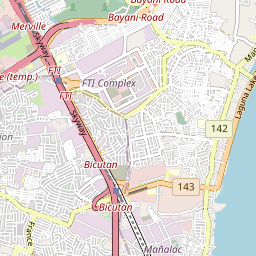 Bayani Road
Bayani-Road
Merville
Skyway
e (temp.)
FTI
FTI Complex
FTI
Skyway
142
Laguna Lake
Bicutan
143
Bicutan
Mañalac